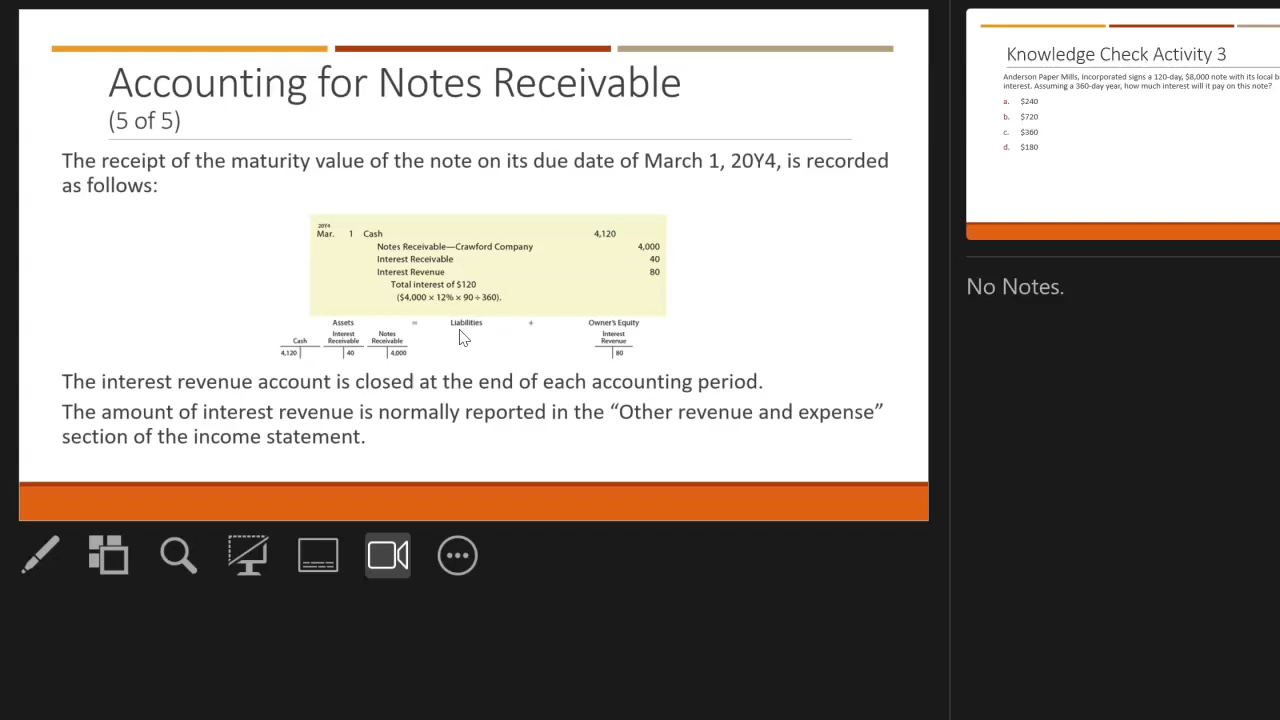 Accounting for Notes Receivable
(5 of 5)
The receipt of the maturity value of the note on its due date of March 1, 20Y4, is recorded
as follows:
20Y4
Mar. 1 Cash 4,120
Notes Receivable—Crawford Company 4,000
Interest Receivable 40
Interest Revenue 80
Total interest of $120
($4,000 × 12% × 90 ÷ 360).
Assets = Liabilities + Owner's Equity
Cash Interest Receivable Notes Receivable Interest Revenue
4,120 40 4,000 80
The interest revenue account is closed at the end of each accounting period.
The amount of interest revenue is normally reported in the “Other revenue and expense”
section of the income statement.
Knowledge Check Activity 3
Anderson Paper Mills, Incorporated signs a 120-day, $8,000 note with its local
interest. Assuming a 360-day year, how much interest will it pay on this note?
a. $240
b. $720
c. $360
d. $180
No Notes.